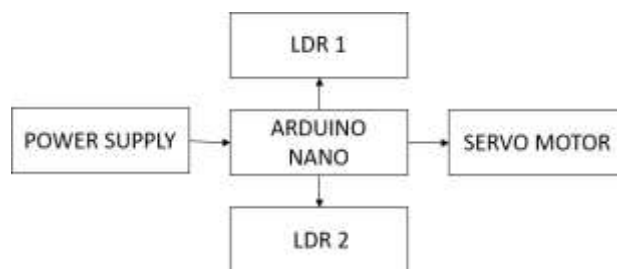 LDR 1
POWER SUPPLY
ARDUINO
NANO
SERVO MOTOR
LDR 2